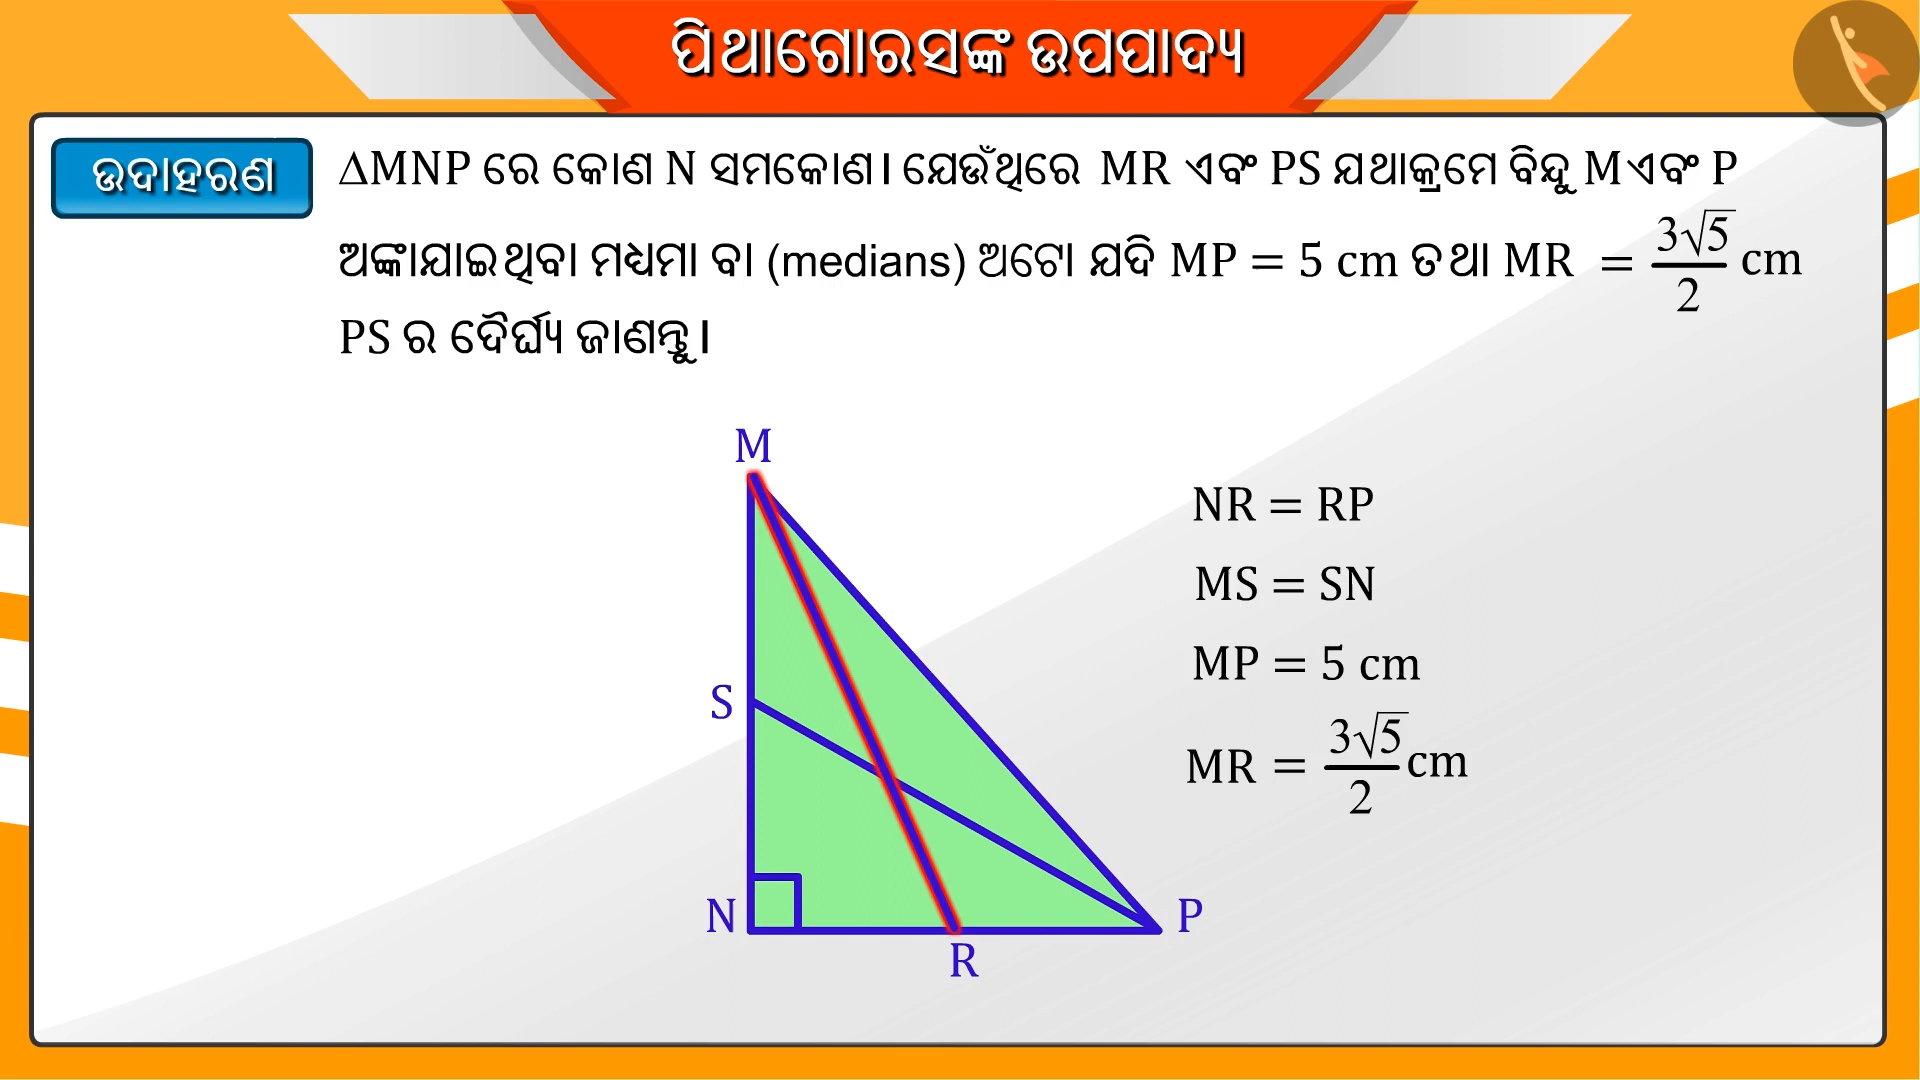 ପିଥାଗୋରସଙ୍କ ଉପପାଦ୍ୟ
ଉଦାହରଣ
ΔMNP ରେ କୋଣ N ସମକୋଣ। ଯେଉଁଥିରେ MR ଏବଂ PS ଯଥାକ୍ରମେ ବିନ୍ଦୁ M ଏବଂ P
ଅଙ୍କାଯାଇଥିବା ମଧ୍ୟମା ବା (medians) ଅଟେ। ଯଦି MP = 5 cm ତଥା MR = 3√5/2 cm
PS ର ଦୈର୍ଘ୍ୟ ଜାଣନ୍ତୁ।
M
NR = RP
MS = SN
S
MP = 5 cm
MR = 3√5/2 cm
N
P
R